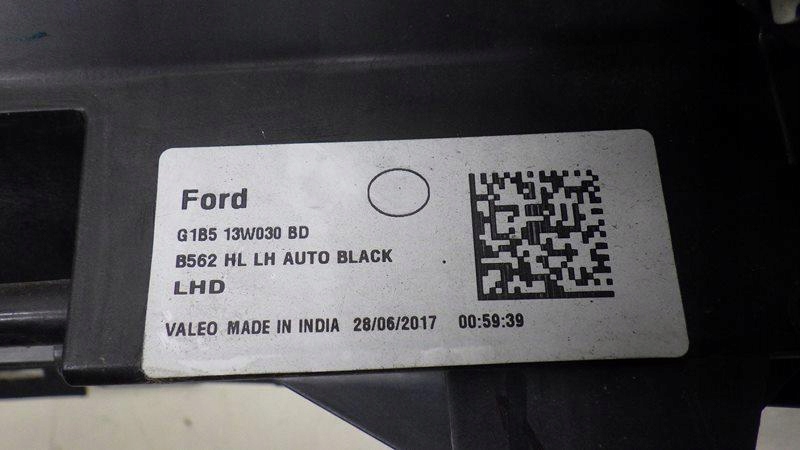 Ford
G1B5 13W030 BD
B562 HL LH AUTO BLACK
LHD
VALEO MADE IN INDIA 28/06/2017 00:59:39